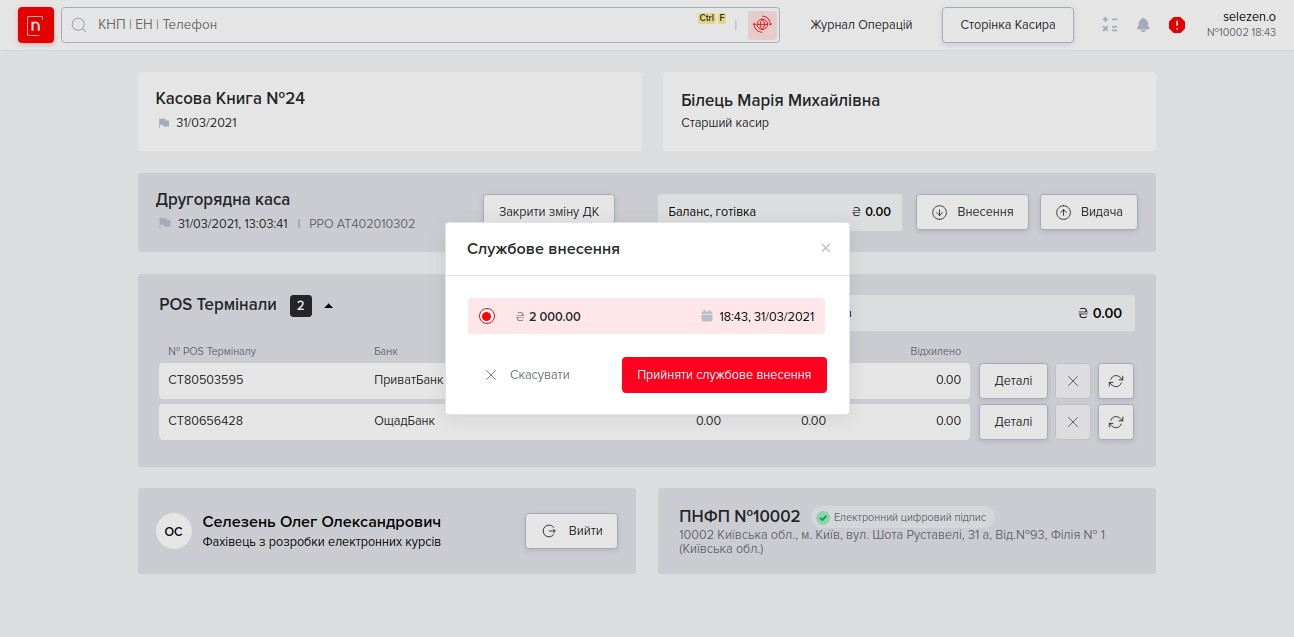 n
КНП | ЕН | Телефон
Ctrl F
Журнал Операцій
Сторінка Касира
selezen.o
№10002 18:43
Касова Книга №24
31/03/2021
Білець Марія Михайлівна
Старший касир
Другорядна каса
31/03/2021, 13:03:41 | РРО АТ402010302
Закрити зміну ДК
Баланс, готівка ₴ 0.00
Внесення
Видача
Службове внесення
₴ 2 000.00 18:43, 31/03/2021
Скасувати
Прийняти службове внесення
POS Термінали 2
₴ 0.00
№ POS Терміналу Банк Відхилено
СТ80503595 ПриватБанк 0.00 Деталі
СТ80656428 ОщадБанк 0.00 0.00 0.00 Деталі
ОС
Селезень Олег Олександрович
Фахівець з розробки електронних курсів
Вийти
ПНФП №10002 Електронний цифровий підпис
10002 Київська обл., м. Київ, вул. Шота Руставелі, 31 а, Від.№93, Філія № 1
(Київська обл.)